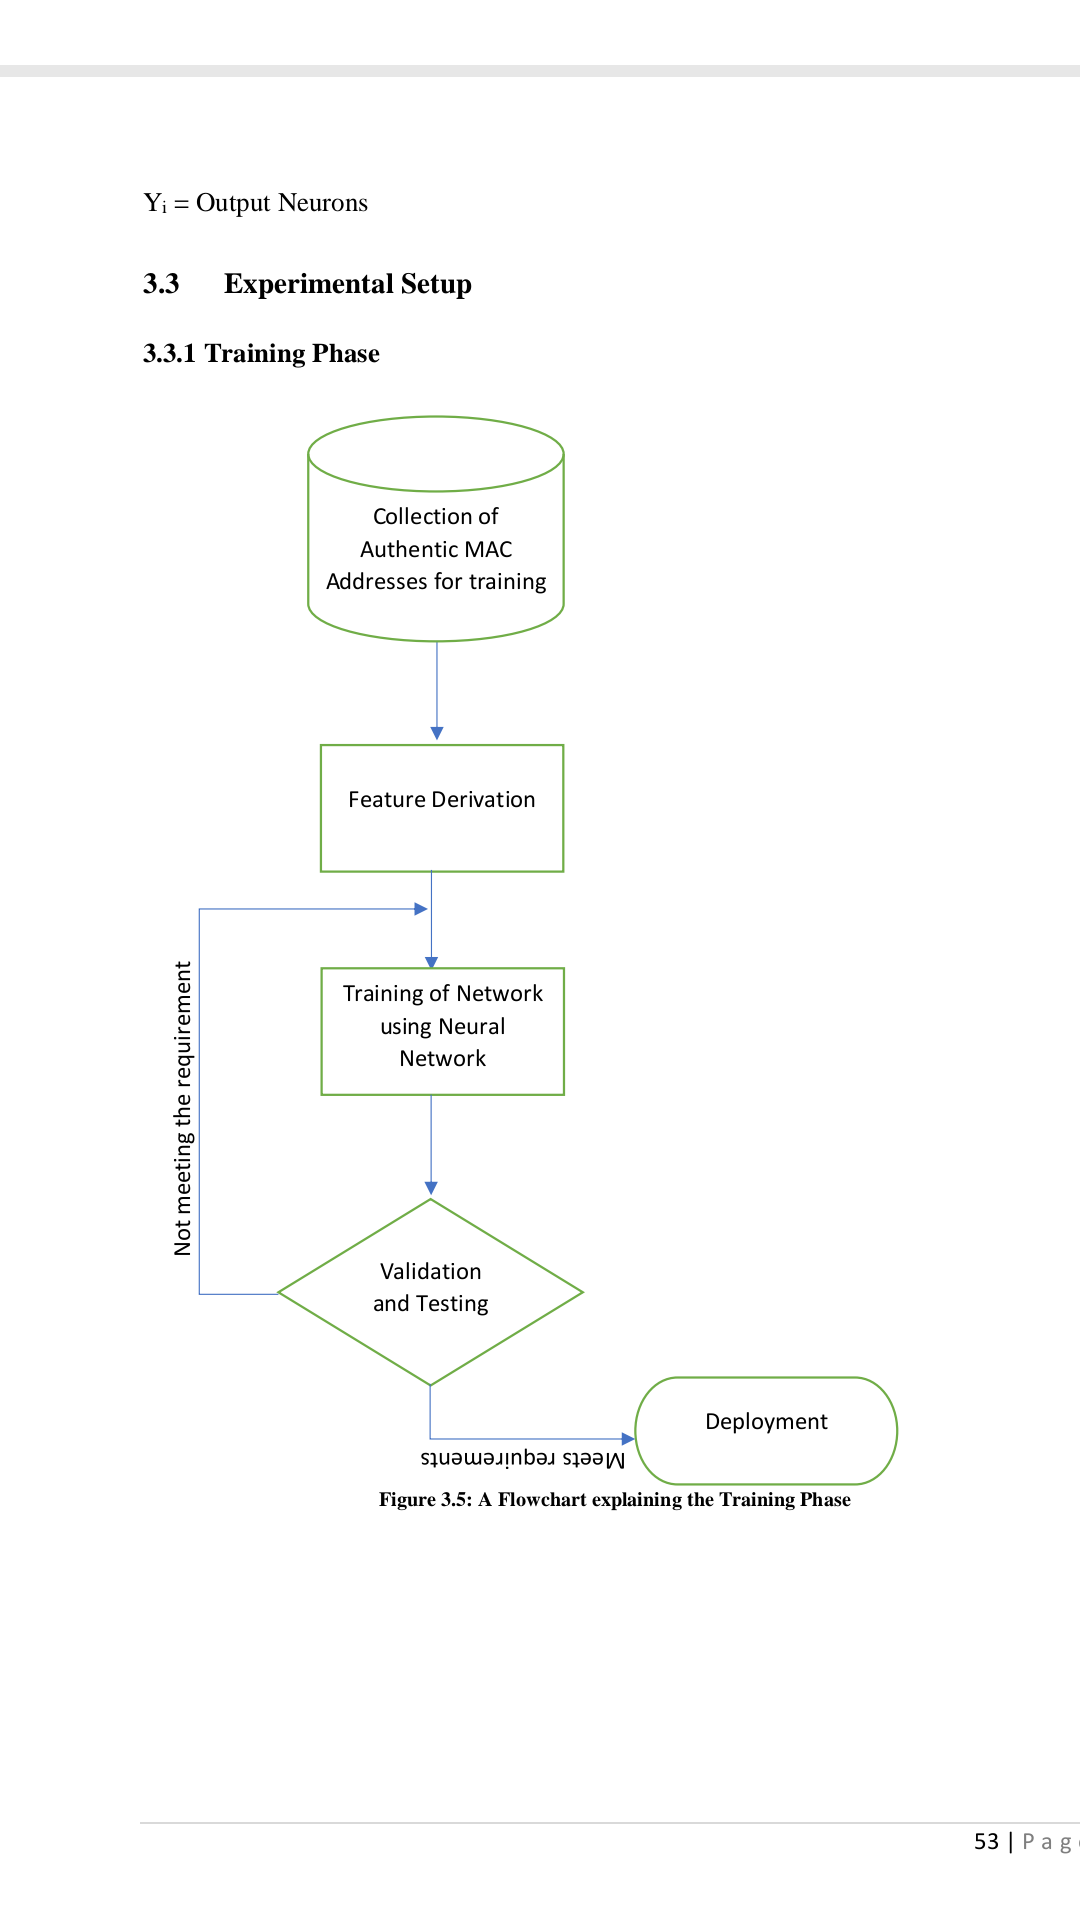 Yi = Output Neurons
3.3 Experimental Setup
3.3.1 Training Phase
Collection of
Authentic MAC
Addresses for training
Feature Derivation
Not meeting the requirement
Training of Network
using Neural
Network
Validation
and Testing
Deployment
Meets requirements
Figure 3.5: A Flowchart explaining the Training Phase
53 | Pag